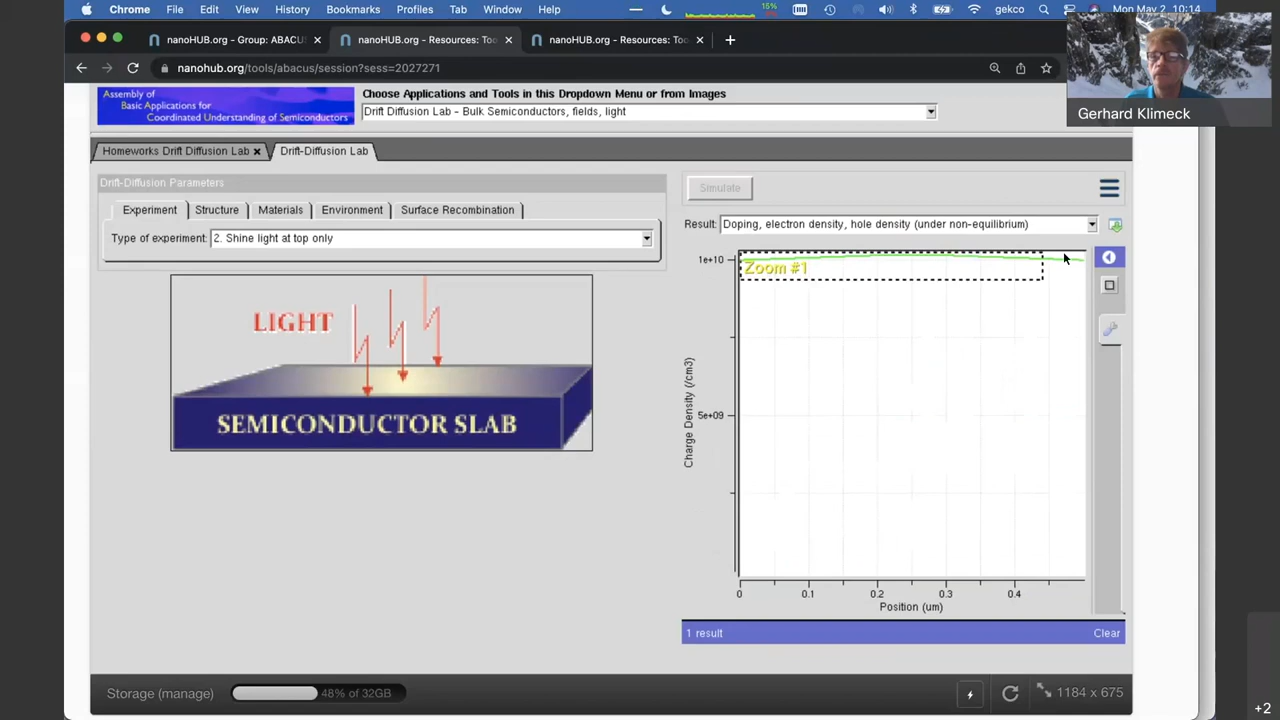 Chrome File Edit View History Bookmarks Profiles Tab Window Help 15% gekco Mon May 2 10:14
nanoHUB.org - Group: ABACU nanoHUB.org - Resources: Too nanoHUB.org - Resources: Too
nanohub.org/tools/abacus/session?sess=2027271
Gerhard Klimeck
Assembly of
Basic Applications for
Coordinated Understanding of Semiconductors
Choose Applications and Tools in this Dropdown Menu or from Images
Drift Diffusion Lab - Bulk Semiconductors, fields, light
Homeworks Drift Diffusion Lab Drift-Diffusion Lab
Drift-Diffusion Parameters
Experiment Structure Materials Environment Surface Recombination
Type of experiment: 2. Shine light at top only
LIGHT
SEMICONDUCTOR SLAB
Simulate
Result: Doping, electron density, hole density (under non-equilibrium)
1e+10
Zoom #1
5e+09
Charge Density (/cm3)
0 0.1 0.2 0.3 0.4
Position (um)
1 result Clear
Storage (manage) 48% of 32GB 1184 x 675
+2